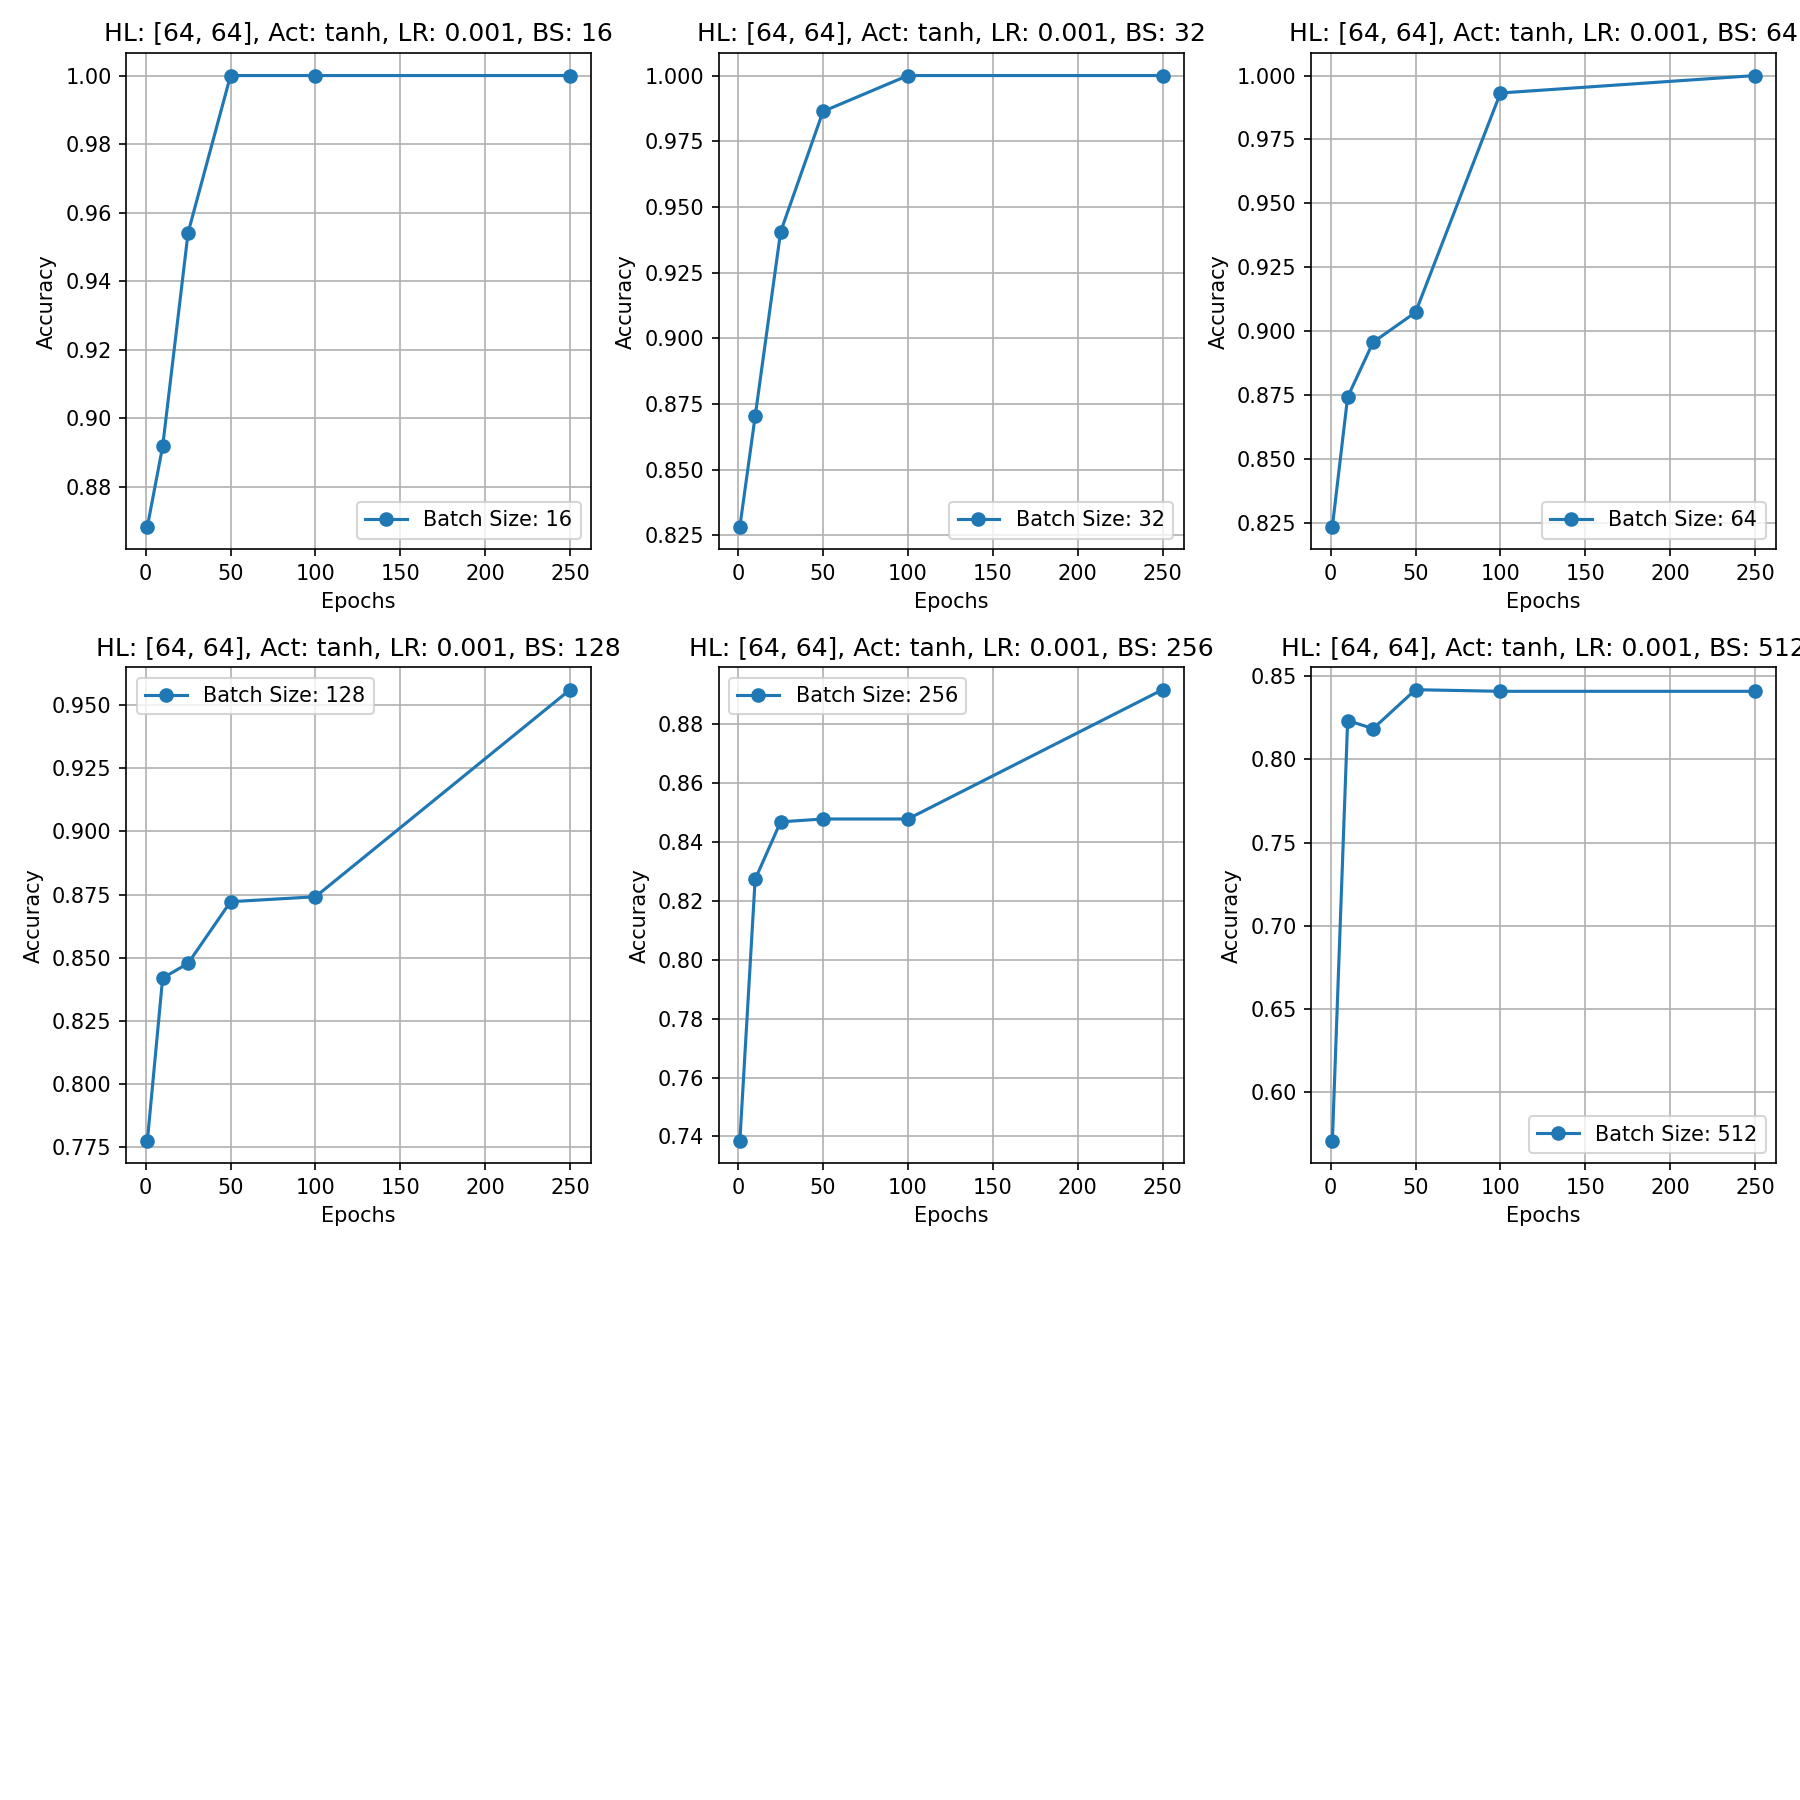 HL: [64, 64], Act: tanh, LR: 0.001, BS: 16
1.00
0.98
0.96
0.94
0.92
0.90
0.88
Accuracy
Batch Size: 16
0 50 100 150 200 250
Epochs
HL: [64, 64], Act: tanh, LR: 0.001, BS: 32
1.000
0.975
0.950
0.925
0.900
0.875
0.850
0.825
Accuracy
Batch Size: 32
0 50 100 150 200 250
Epochs
HL: [64, 64], Act: tanh, LR: 0.001, BS: 64
1.000
0.975
0.950
0.925
0.900
0.875
0.850
0.825
Accuracy
Batch Size: 64
0 50 100 150 200 250
Epochs
HL: [64, 64], Act: tanh, LR: 0.001, BS: 128
Batch Size: 128
0.950
0.925
0.900
0.875
0.850
0.825
0.800
0.775
Accuracy
0 50 100 150 200 250
Epochs
HL: [64, 64], Act: tanh, LR: 0.001, BS: 256
Batch Size: 256
0.88
0.86
0.84
0.82
0.80
0.78
0.76
0.74
Accuracy
0 50 100 150 200 250
Epochs
HL: [64, 64], Act: tanh, LR: 0.001, BS: 512
0.85
0.80
0.75
0.70
0.65
0.60
Accuracy
Batch Size: 512
0 50 100 150 200 250
Epochs